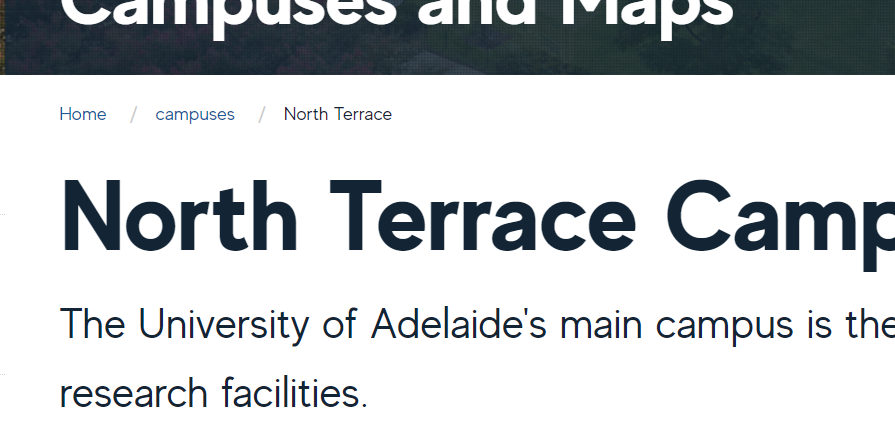 Campuses and Maps
Home / campuses / North Terrace
North Terrace Camp
The University of Adelaide's main campus is the
research facilities.